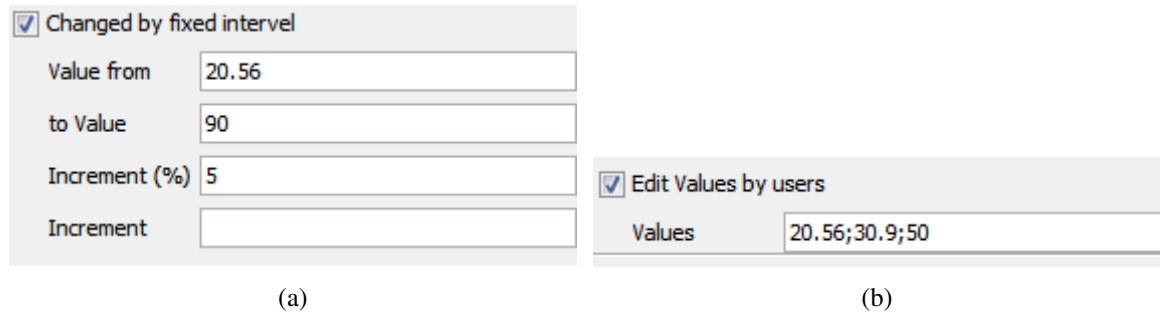 Changed by fixed intervel
Value from 20.56
to Value 90
Increment (%) 5
Increment
(a)
Edit Values by users
Values 20.56;30.9;50
(b)